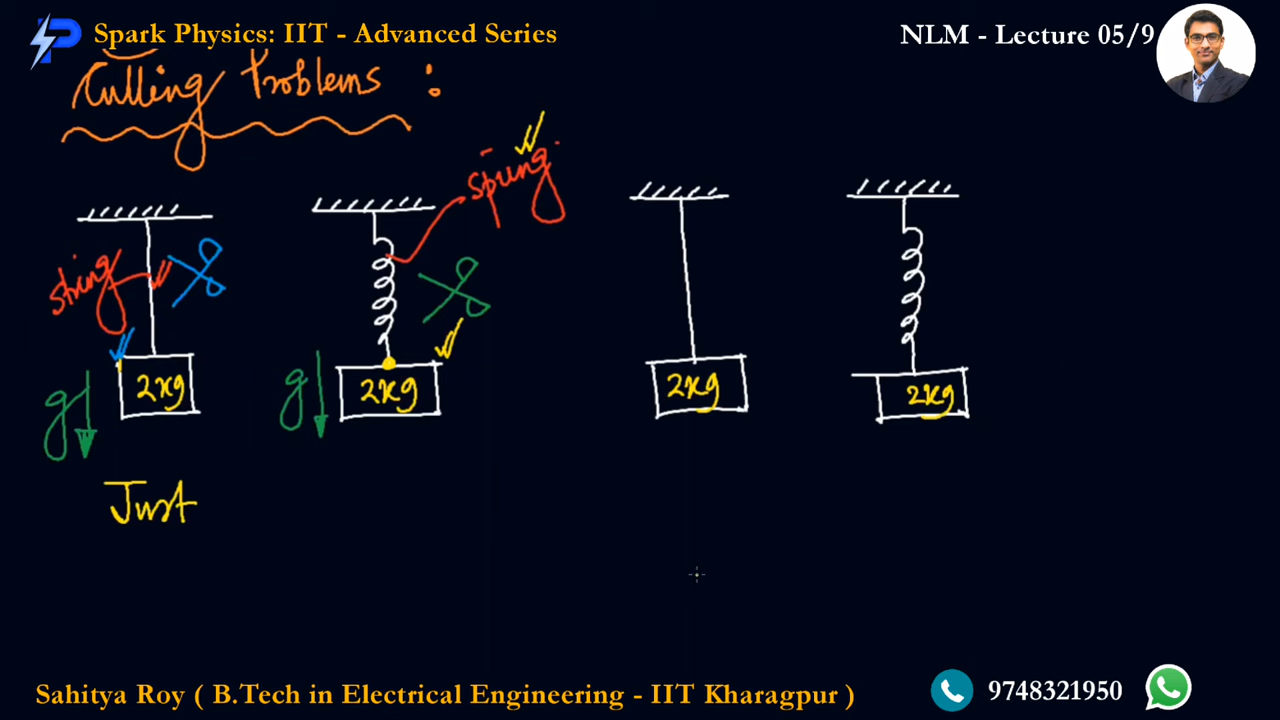 Spark Physics: IIT - Advanced Series
NLM - Lecture 05/9
Cutting Problems :
spring
string
g
2kg
g
2kg
2kg
2kg
Just
Sahitya Roy ( B.Tech in Electrical Engineering - IIT Kharagpur )
9748321950